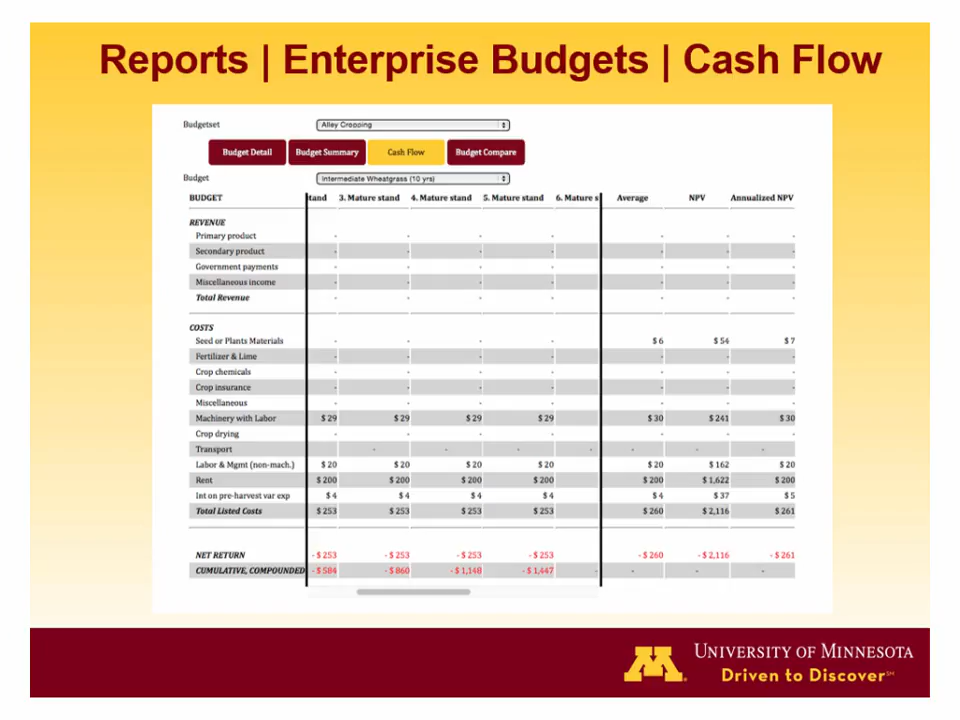 Reports | Enterprise Budgets | Cash Flow
Budgetset Alley Cropping
Budget Detail Budget Summary Cash Flow Budget Compare
Budget Intermediate Wheatgrass (10 yrs)
BUDGET tand 3. Mature stand 4. Mature stand 5. Mature stand 6. Mature s Average NPV Annualized NPV
REVENUE
Primary product - - - - - - -
Secondary product - - - - - - -
Government payments - - - - - - -
Miscellaneous income - - - - - - -
Total Revenue - - - - - - -
COSTS
Seed or Plants Materials - - - - $ 6 $ 54 $ 7
Fertilizer & Lime - - - - - - -
Crop chemicals - - - - - - -
Crop insurance - - - - - - -
Miscellaneous - - - - - - -
Machinery with Labor $ 29 $ 29 $ 29 $ 29 $ 30 $ 241 $ 30
Crop drying - - - - - - -
Transport - - - - - - - -
Labor & Mgmt (non-mach.) $ 20 $ 20 $ 20 $ 20 $ 20 $ 162 $ 20
Rent $ 200 $ 200 $ 200 $ 200 $ 200 $ 1,622 $ 200
Int on pre-harvest var exp $ 4 $ 4 $ 4 $ 4 $ 4 $ 37 $ 5
Total Listed Costs $ 253 $ 253 $ 253 $ 253 $ 260 $ 2,116 $ 261
NET RETURN - $ 253 - $ 253 - $ 253 - $ 253 - $ 260 - $ 2,116 - $ 261
CUMULATIVE, COMPOUNDED - $ 584 - $ 860 - $ 1,148 - $ 1,447 - - - -
M
UNIVERSITY OF MINNESOTA
Driven to Discover℠